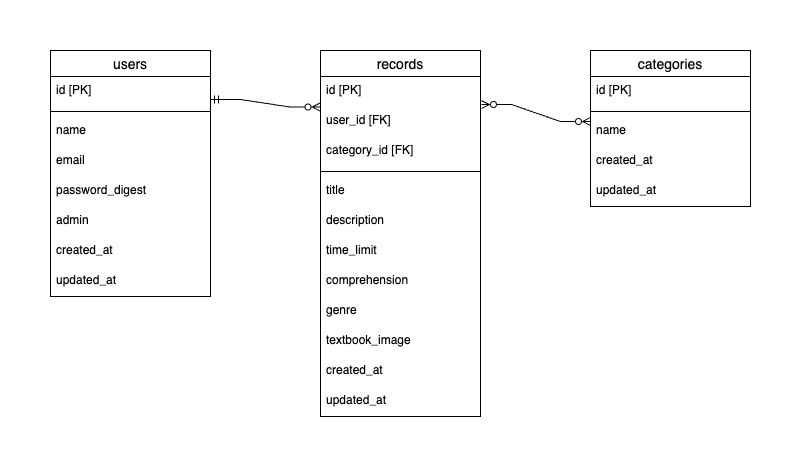 users
id [PK]
name
email
password_digest
admin
created_at
updated_at
records
id [PK]
user_id [FK]
category_id [FK]
title
description
time_limit
comprehension
genre
textbook_image
created_at
updated_at
categories
id [PK]
name
created_at
updated_at